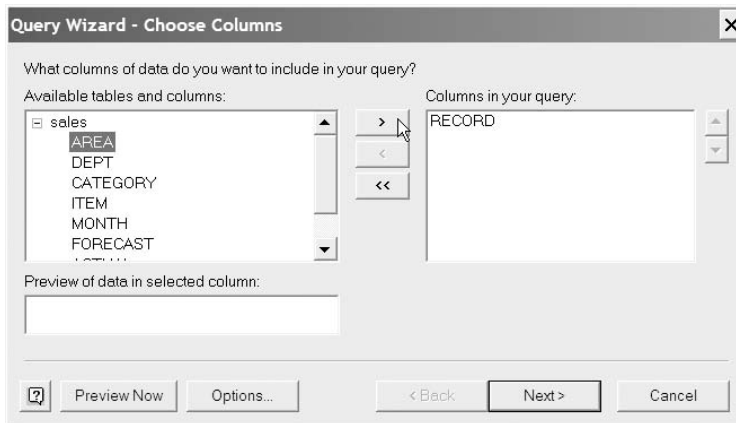 Query Wizard - Choose Columns
What columns of data do you want to include in your query?
Available tables and columns:
Columns in your query:
sales
AREA
DEPT
CATEGORY
ITEM
MONTH
FORECAST
>
<
<<
RECORD
Preview of data in selected column:
Preview Now
Options...
< Back
Next >
Cancel